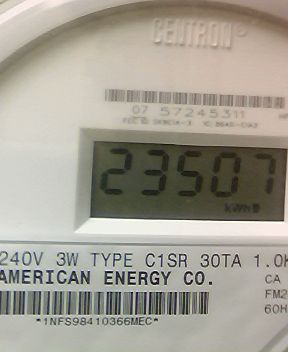 CENTRON®
07 57245311
23507
kWh
240V 3W TYPE C1SR 30TA 1.0K
AMERICAN ENERGY CO.
CA
FM2
60H
*1NFS98410366MEC*